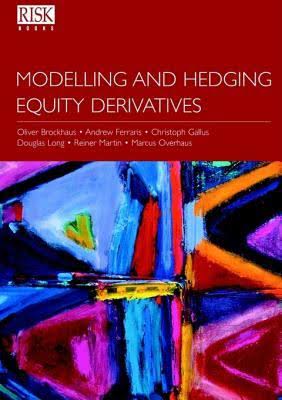 RISK
BOOKS
MODELLING AND HEDGING
EQUITY DERIVATIVES
Oliver Brockhaus • Andrew Ferraris • Christoph Gallus
Douglas Long • Reiner Martin • Marcus Overhaus